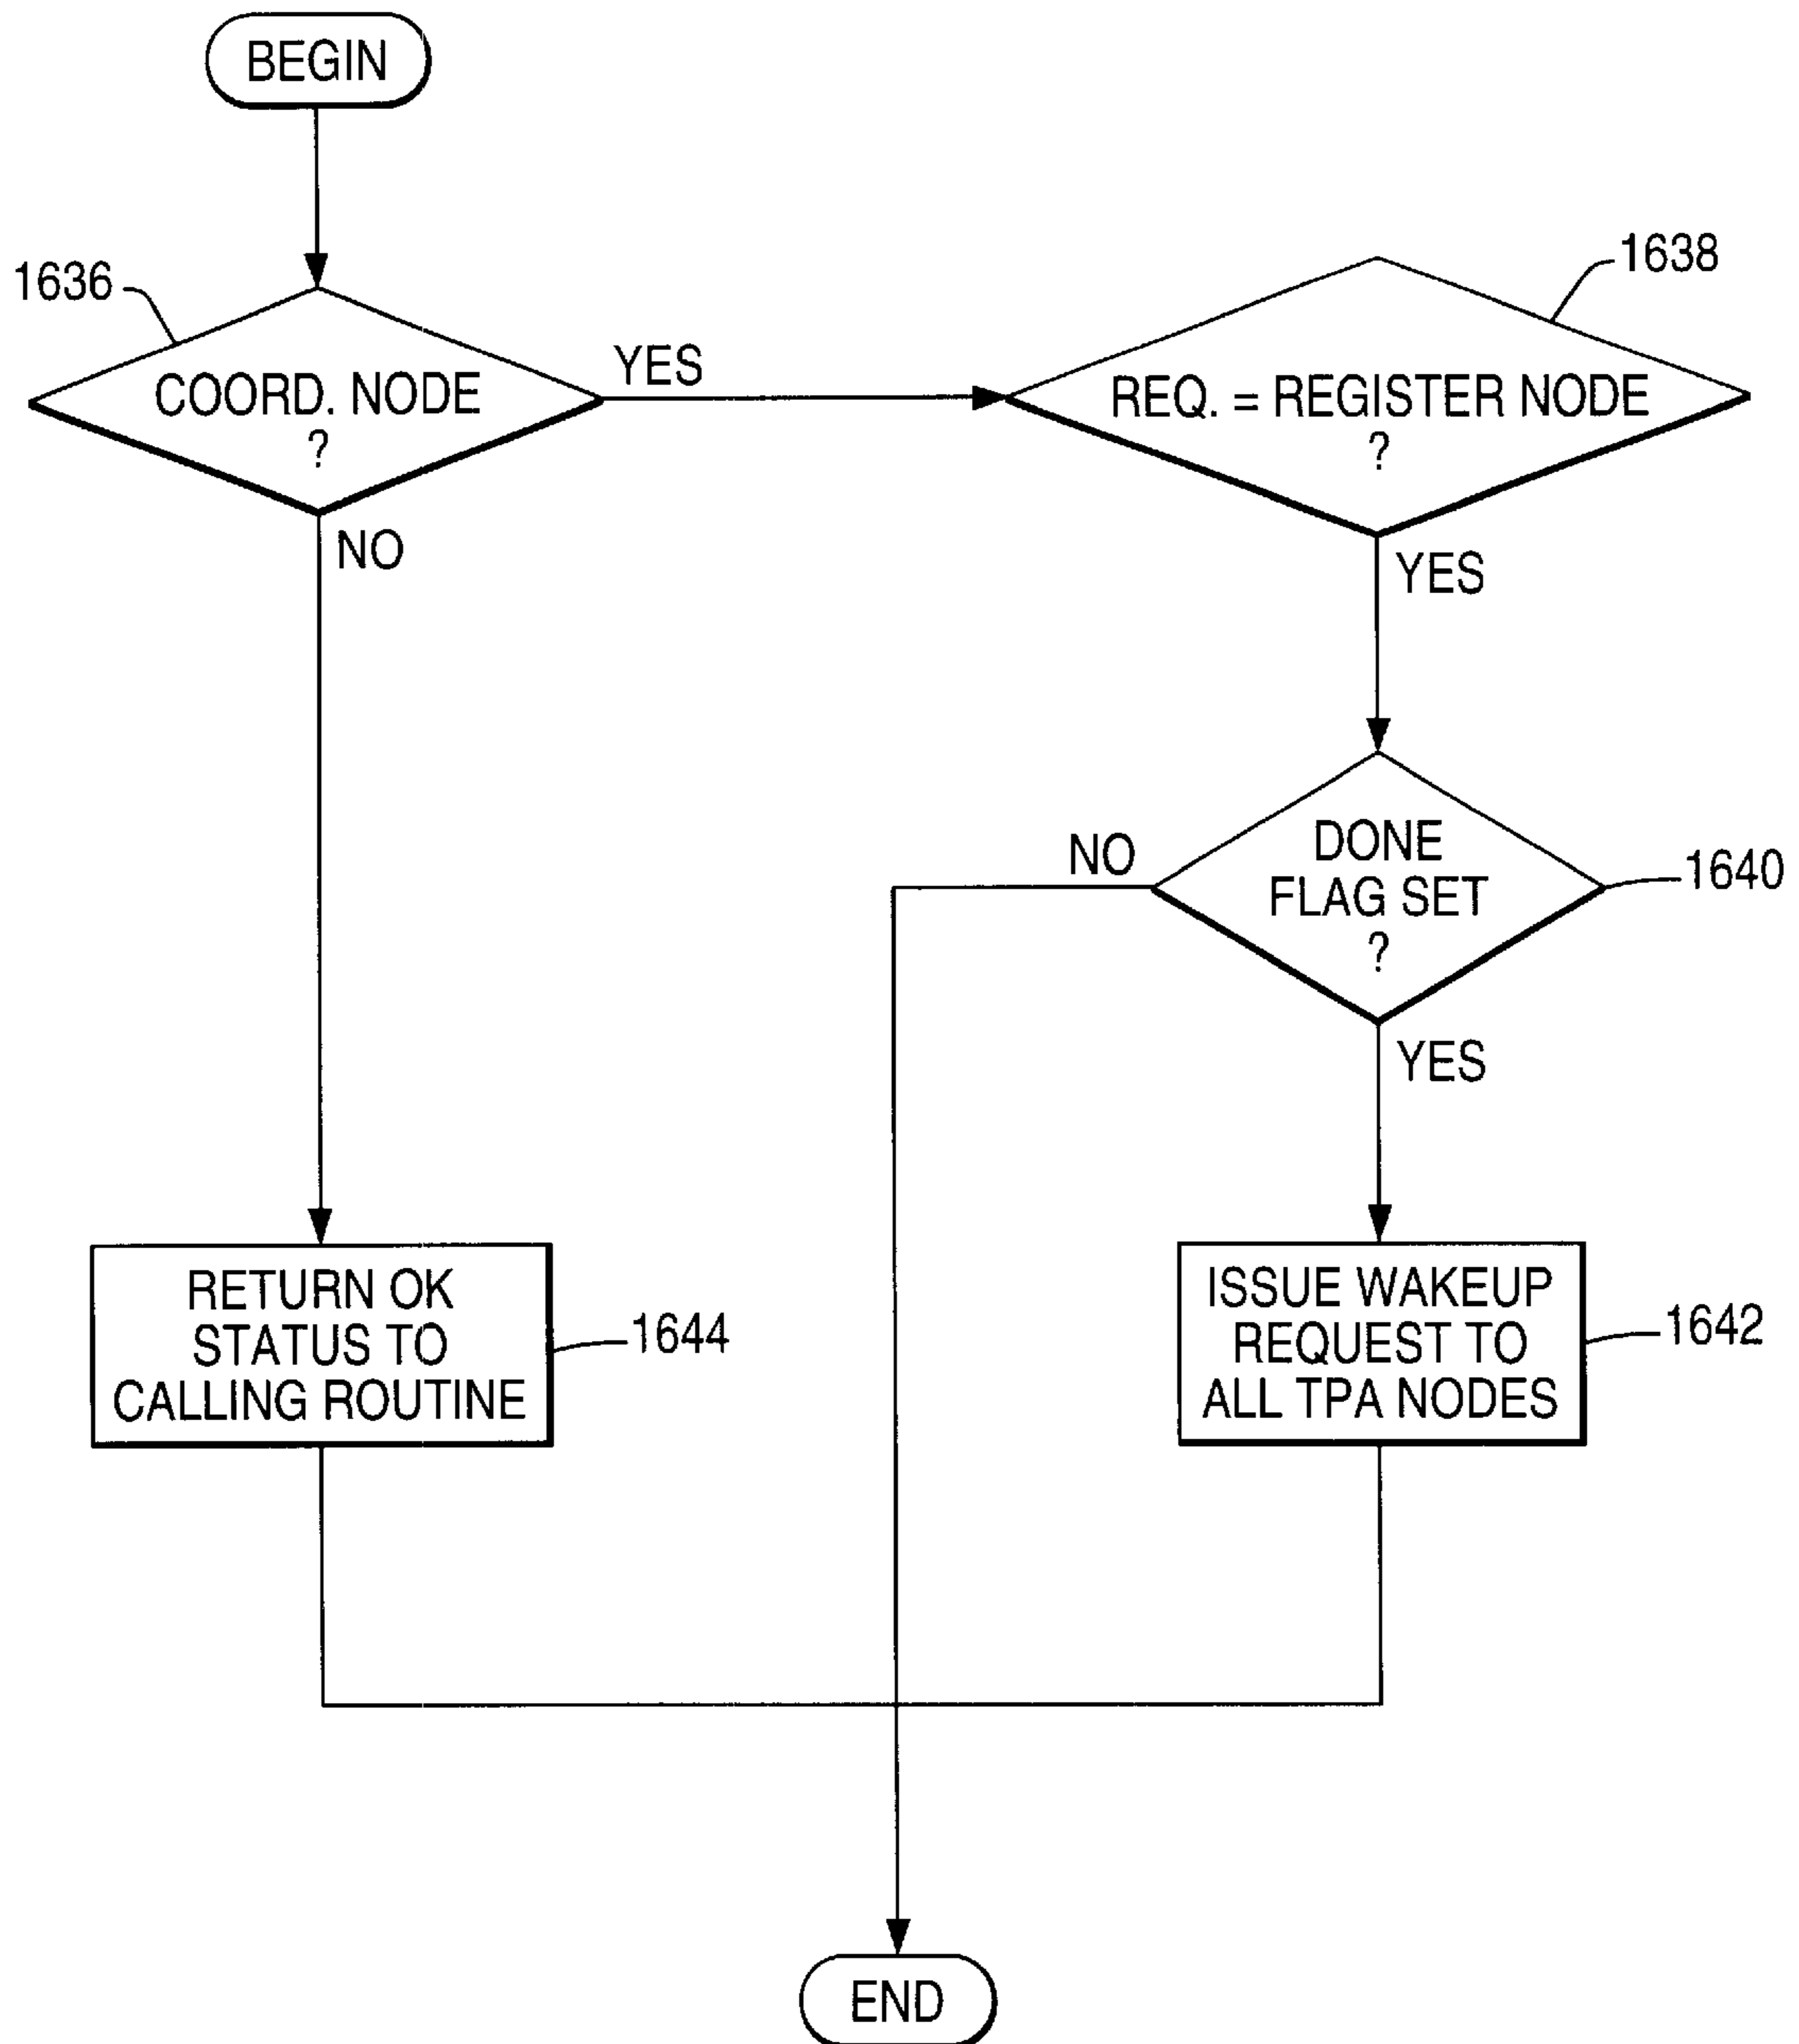 BEGIN
1636
COORD. NODE
?
YES
NO
1638
REQ. = REGISTER NODE
?
YES
DONE
FLAG SET
?
1640
NO
YES
RETURN OK
STATUS TO
CALLING ROUTINE
1644
ISSUE WAKEUP
REQUEST TO
ALL TPA NODES
1642
END